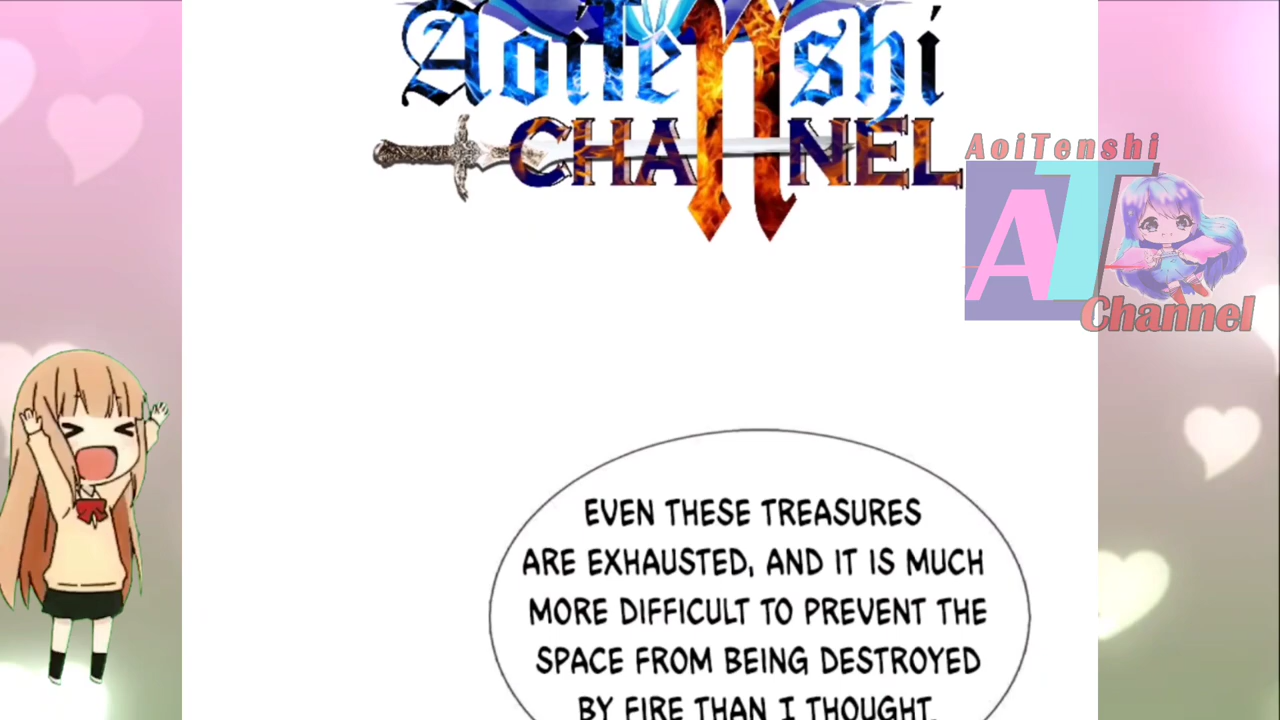 AoiTenshi
CHANNEL
AoiTenshi
AT
Channel
EVEN THESE TREASURES
ARE EXHAUSTED, AND IT IS MUCH
MORE DIFFICULT TO PREVENT THE
SPACE FROM BEING DESTROYED
BY FIRE THAN I THOUGHT.